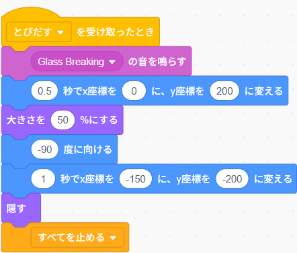 とびだす を受け取ったとき
Glass Breaking の音を鳴らす
0.5 秒でx座標を 0 に、y座標を 200 に変える
大きさを 50 %にする
-90 度に向ける
1 秒でx座標を -150 に、y座標を -200 に変える
隠す
すべてを止める